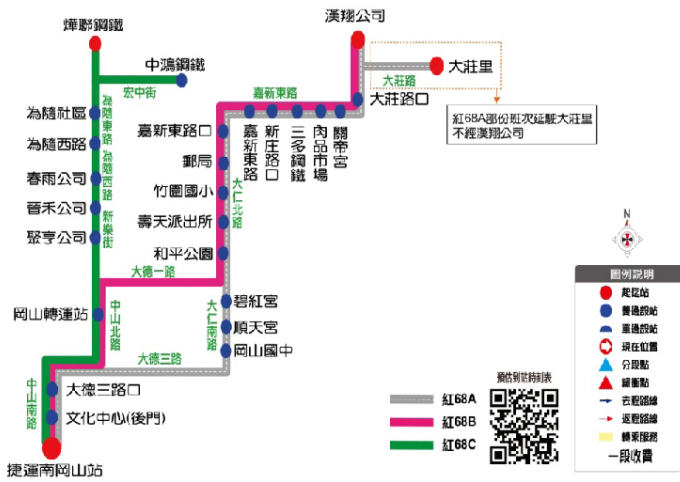 漢翔公司
燁聯鋼鐵
中鴻鋼鐵
宏中街
大莊里
大莊路
嘉新東路
大莊路口
紅68A部份班次延駛大莊里
不經漢翔公司
為隨社區
為隨東路
為隨西路
為隨西路
春雨公司
晉禾公司
新樂街
聚亨公司
嘉新東路口
郵局
竹圍國小
壽天派出所
和平公園
嘉新東路
新庄路口
三多鋼鐵
肉品市場
關帝宮
大仁北路
大德一路
岡山轉運站
中山北路
大仁南路
碧紅宮
順天宮
岡山國中
大德三路
中山南路
大德三路口
文化中心(後門)
捷運南岡山站
紅68A
紅68B
紅68C
預估到站時刻表
N
圖例說明
起訖站
雙邊設站
單邊設站
現在位置
分段點
緩衝點
去程路線
返程路線
轉乘服務
一段收費